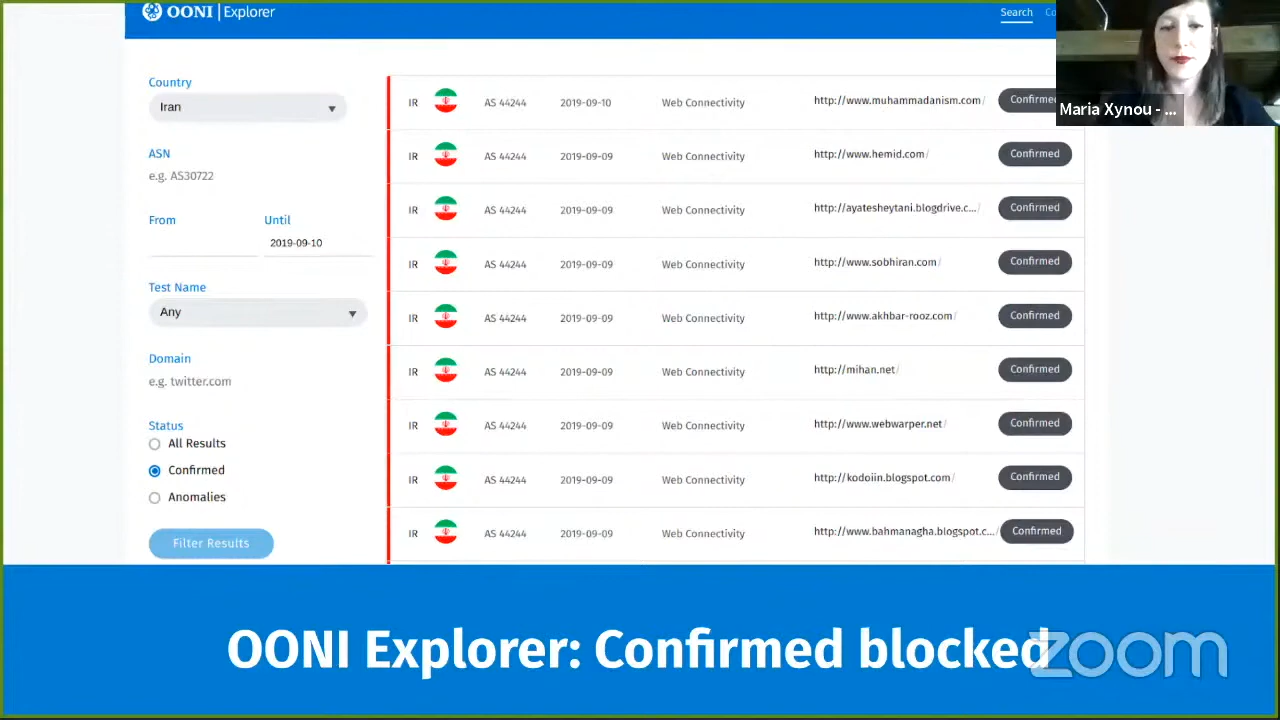 OONI | Explorer
Search Co
Maria Xynou - ...
Country
Iran
ASN
e.g. AS30722
From Until
2019-09-10
Test Name
Any
Domain
e.g. twitter.com
Status
All Results
Confirmed
Anomalies
Filter Results
IR AS 44244 2019-09-10 Web Connectivity http://www.muhammadanism.com/ Confirme
IR AS 44244 2019-09-09 Web Connectivity http://www.hemid.com/ Confirmed
IR AS 44244 2019-09-09 Web Connectivity http://ayatesheytani.blogdrive.c.../ Confirmed
IR AS 44244 2019-09-09 Web Connectivity http://www.sobhiran.com/ Confirmed
IR AS 44244 2019-09-09 Web Connectivity http://www.akhbar-rooz.com/ Confirmed
IR AS 44244 2019-09-09 Web Connectivity http://mihan.net/ Confirmed
IR AS 44244 2019-09-09 Web Connectivity http://www.webwarper.net/ Confirmed
IR AS 44244 2019-09-09 Web Connectivity http://kodoiin.blogspot.com/ Confirmed
IR AS 44244 2019-09-09 Web Connectivity http://www.bahmanagha.blogspot.c.../ Confirmed
OONI Explorer: Confirmed blocked
zoom